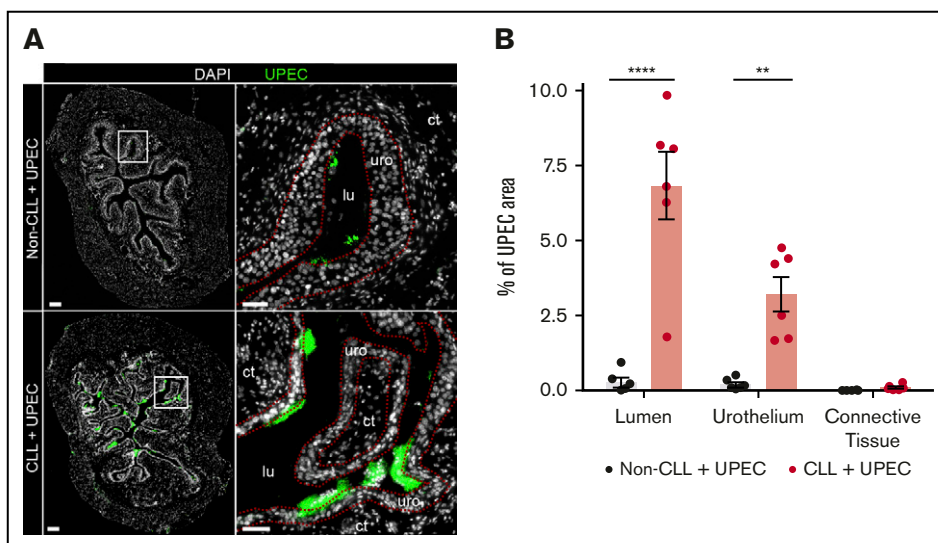 A
DAPI UPEC
Non-CLL + UPEC
ct
uro
lu
CLL + UPEC
uro
ct
ct
lu
uro
ct
B
**** **
10.0
7.5
5.0
2.5
0.0
% of UPEC area
Lumen Urothelium Connective
Tissue
Non-CLL + UPEC CLL + UPEC